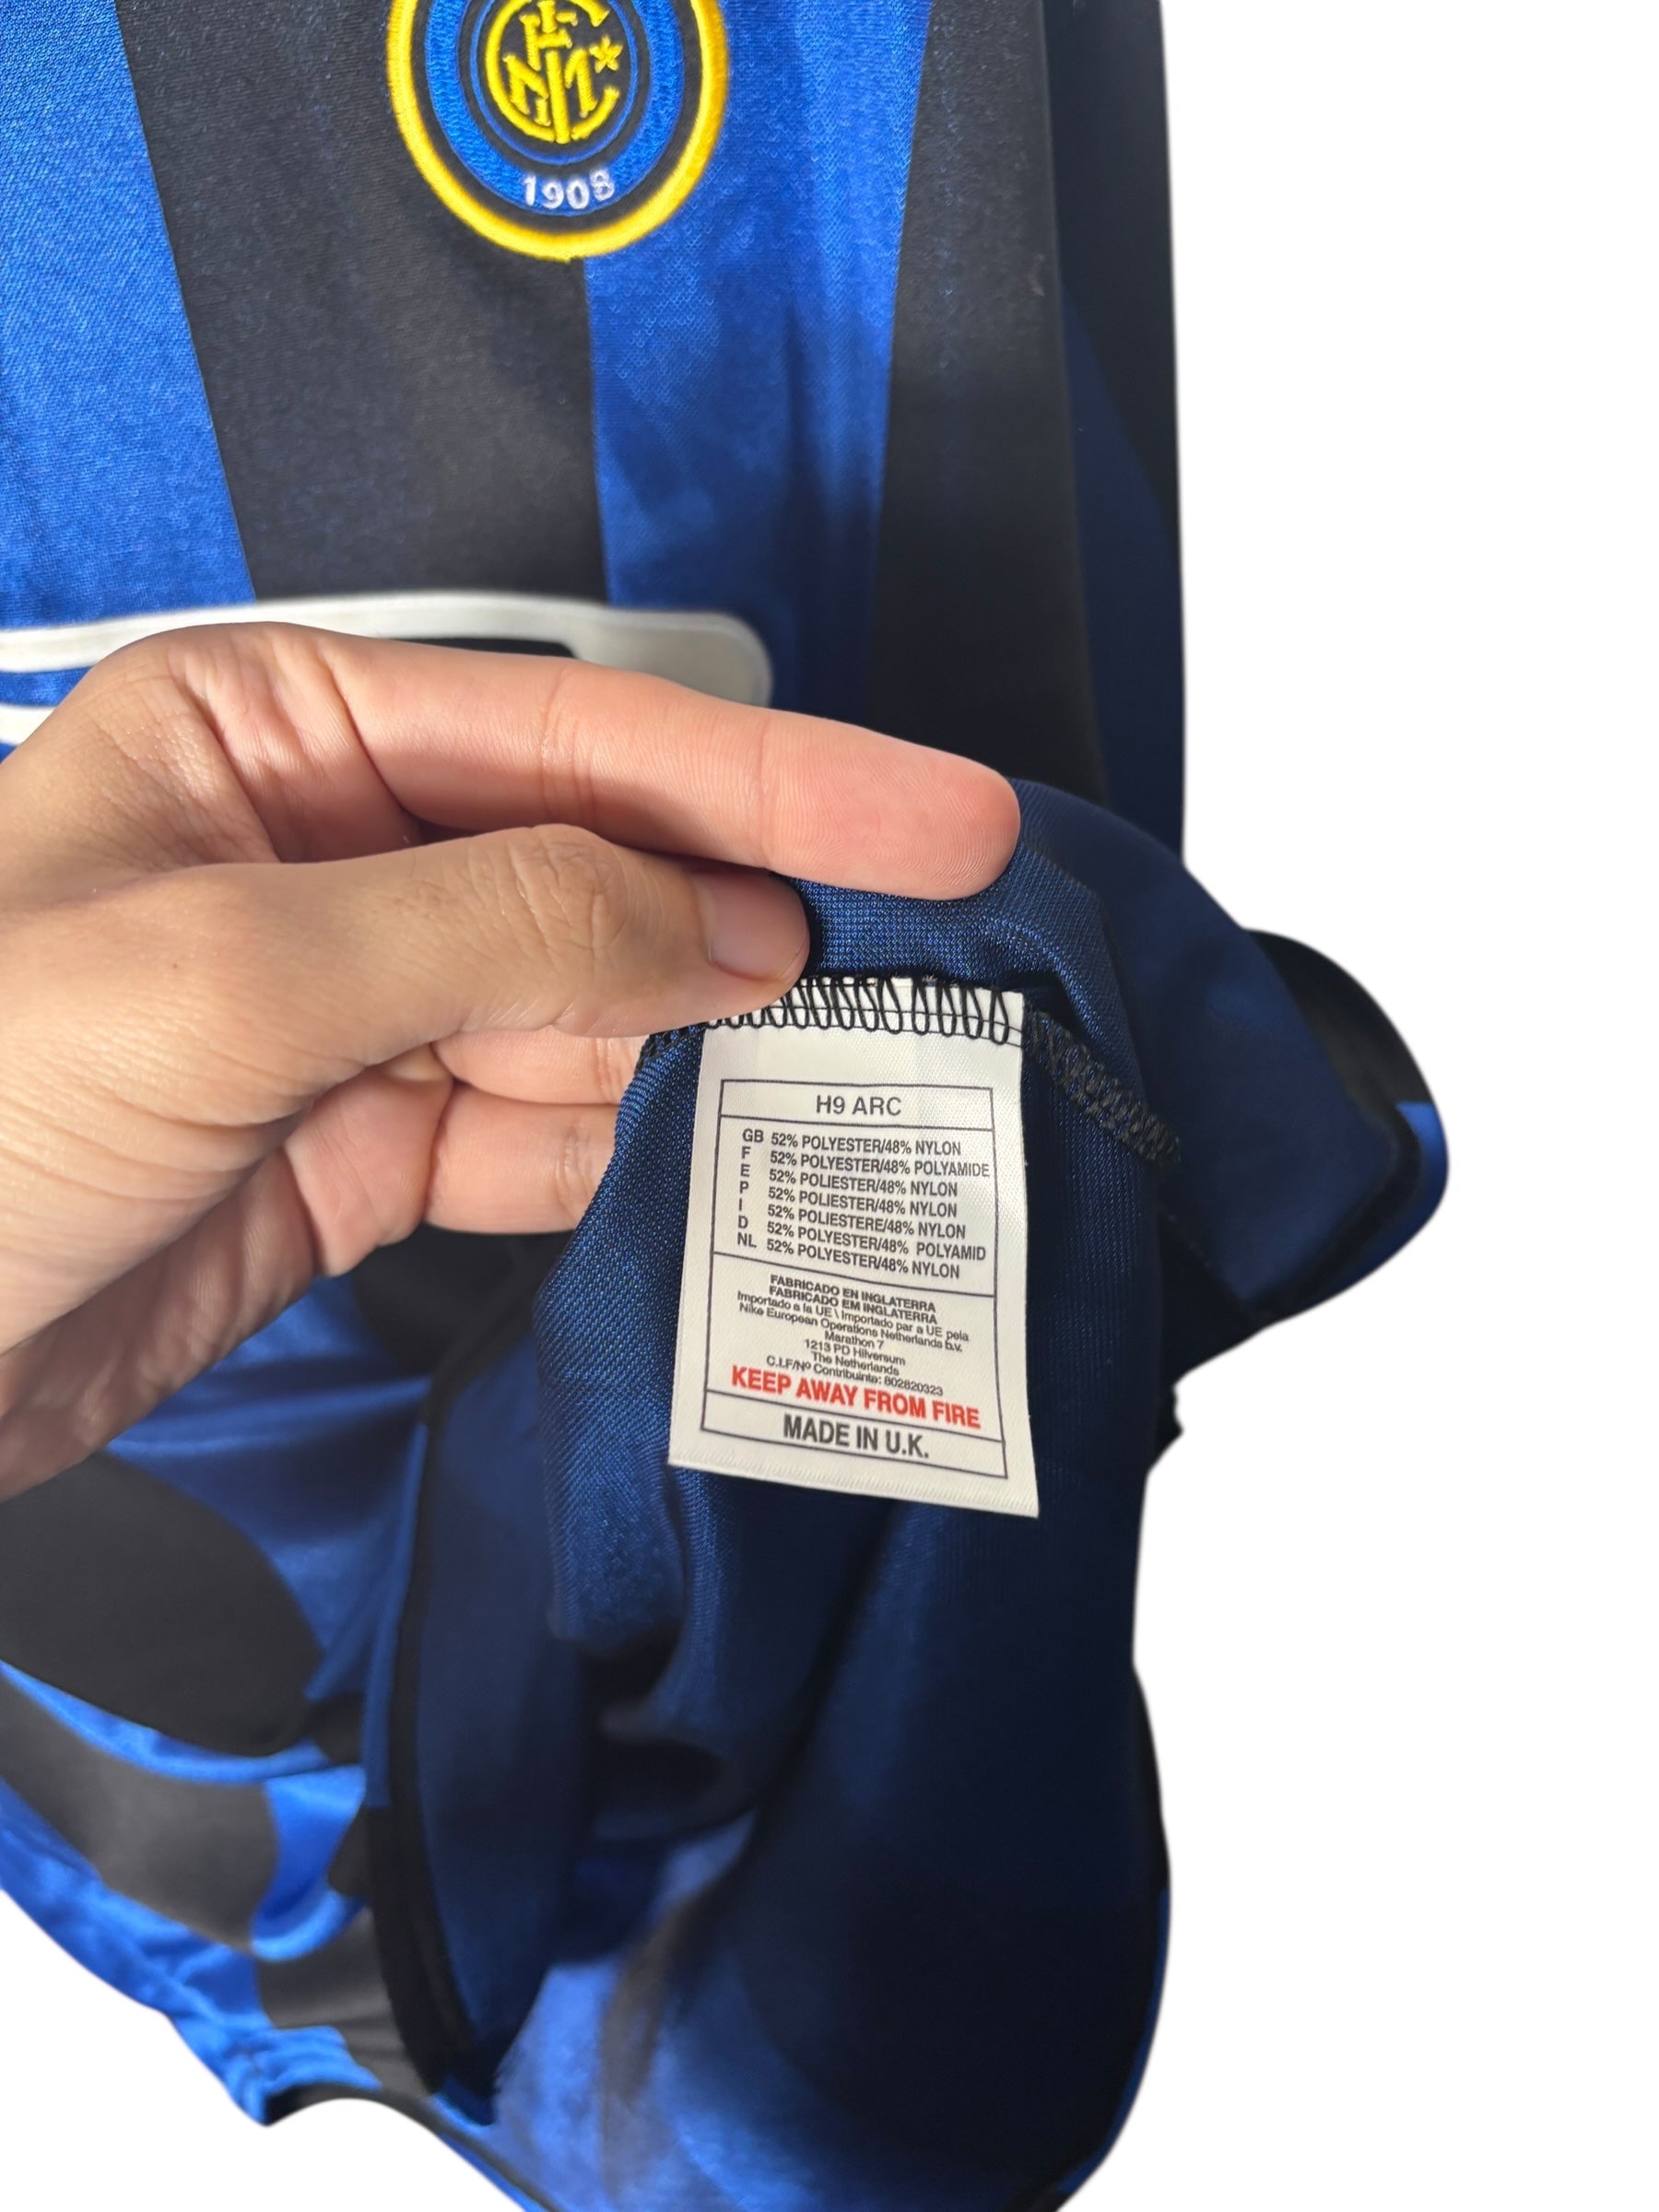 1908
H9 ARC
GB 52% POLYESTER/48% NYLON
F 52% POLYESTER/48% POLYAMIDE
E 52% POLIESTER/48% NYLON
P 52% POLIESTER/48% NYLON
I 52% POLIESTERE/48% NYLON
D 52% POLYESTER/48% POLYAMID
NL 52% POLYESTER/48% NYLON
FABRICADO EN INGLATERRA
FABRICADO EM INGLATERRA
Importado a la UE \ Importado par a UE pela
Nike European Operations Netherlands b.v.
Marathon 7
1213 PD Hilversum
The Netherlands
C.I.F/Nº Contribuinte: 802820323
KEEP AWAY FROM FIRE
MADE IN U.K.